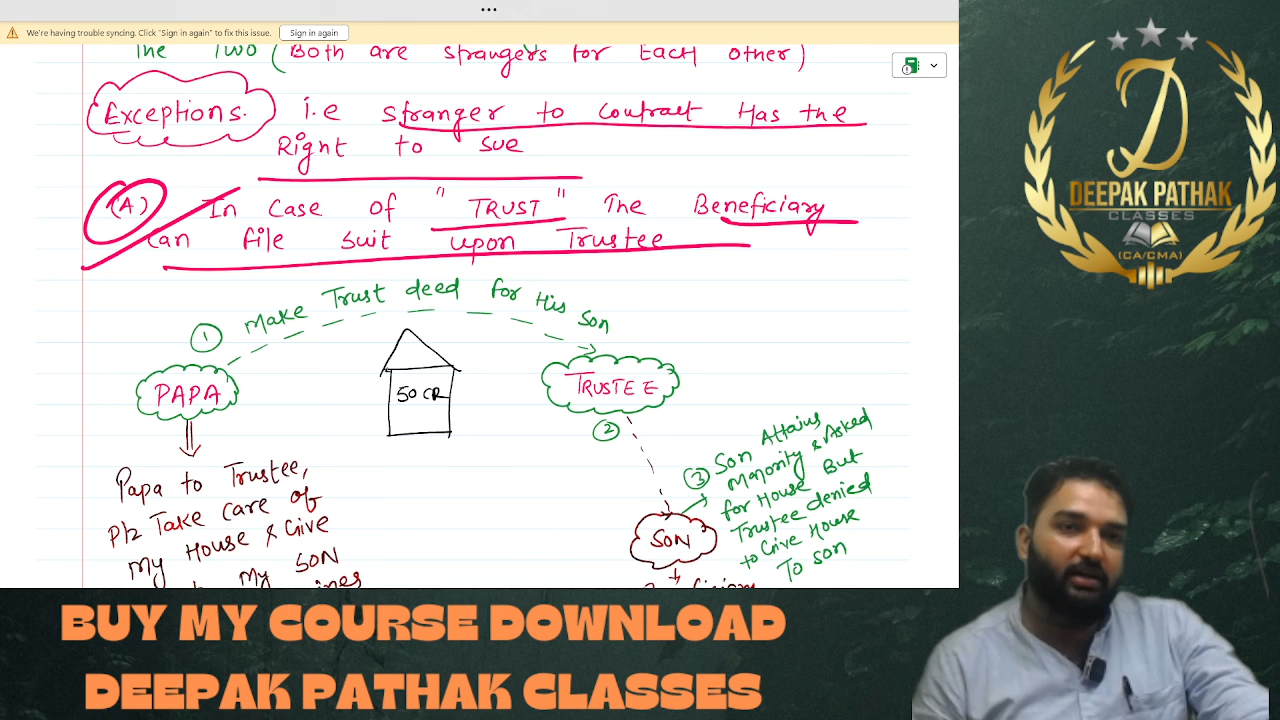 •••
We're having trouble syncing. Click "Sign in again" to fix this issue. Sign in again
The Two (Both are strangers for Each other)
Exceptions. i.e stranger to contract Has the
Right to sue
(A) In case of "TRUST" The Beneficiary
can file suit upon Trustee
① Make Trust deed for His Son
PAPA
50 CR
TRUSTEE
②
Papa to Trustee,
Plz Take care of
My House & Give
My SON
③ Son Attains
Majority & Asked
for House But
Trustee denied
to Give House
To son
SON
D
DEEPAK PATHAK
CLASSES
(CA/CMA)
BUY MY COURSE DOWNLOAD
DEEPAK PATHAK CLASSES